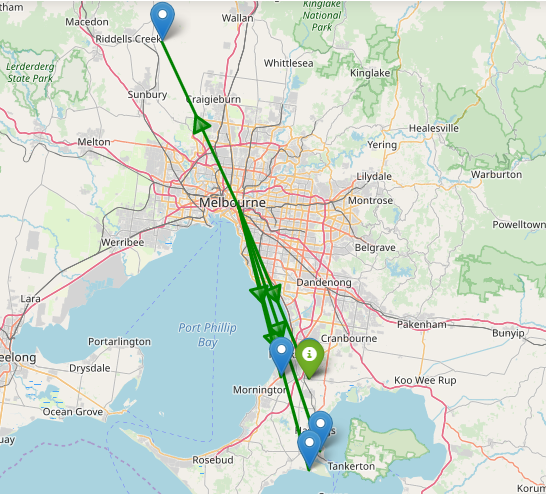 Macedon
Wallan
Kinglake
National
Park
Riddells Creek
Lerderderg
State Park
Whittlesea
Kinglake
Sunbury
Craigieburn
Healesville
Melton
Yering
Lilydale
Warburton
Melbourne
Montrose
Powelltown
Werribee
Belgrave
Dandenong
Lara
Port Phillip
Bay
Pakenham
Bunyip
Portarlington
Cranbourne
eelong
Drysdale
Mornington
Koo Wee Rup
Ocean Grove
Rosebud
Tankerton